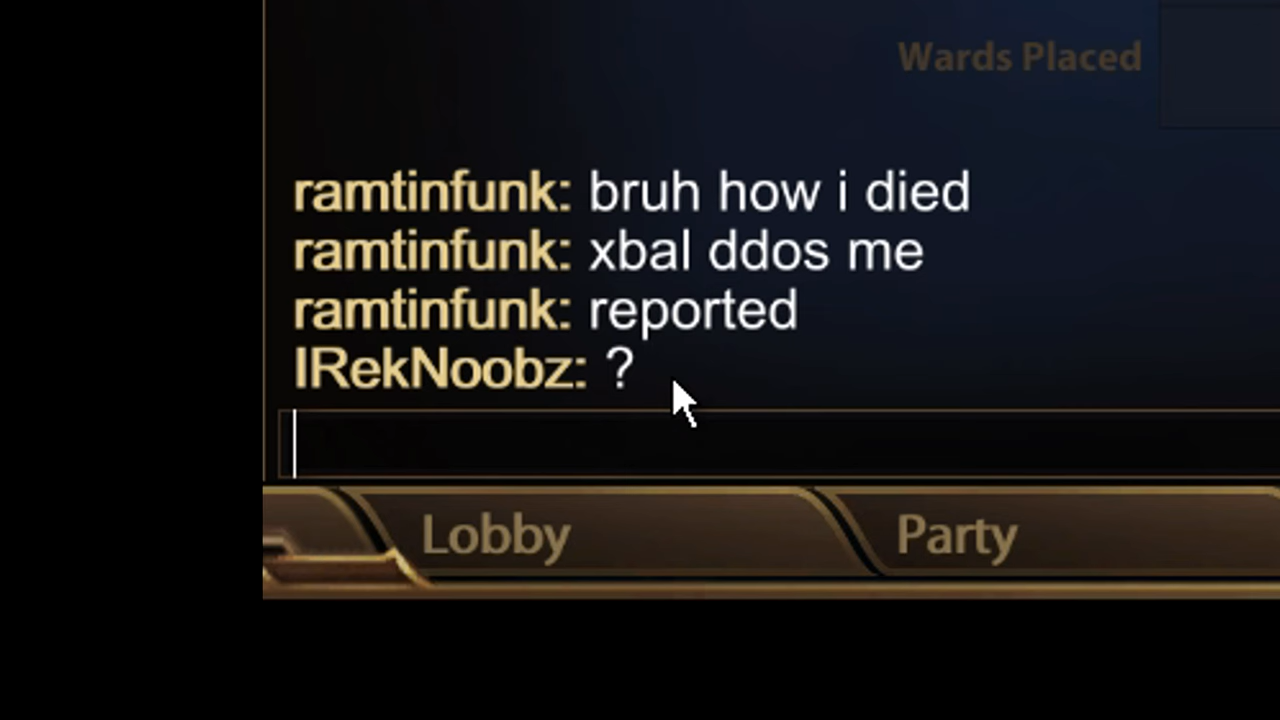 Wards Placed
ramtinfunk: bruh how i died
ramtinfunk: xbal ddos me
ramtinfunk: reported
IRekNoobz: ?
Lobby Party